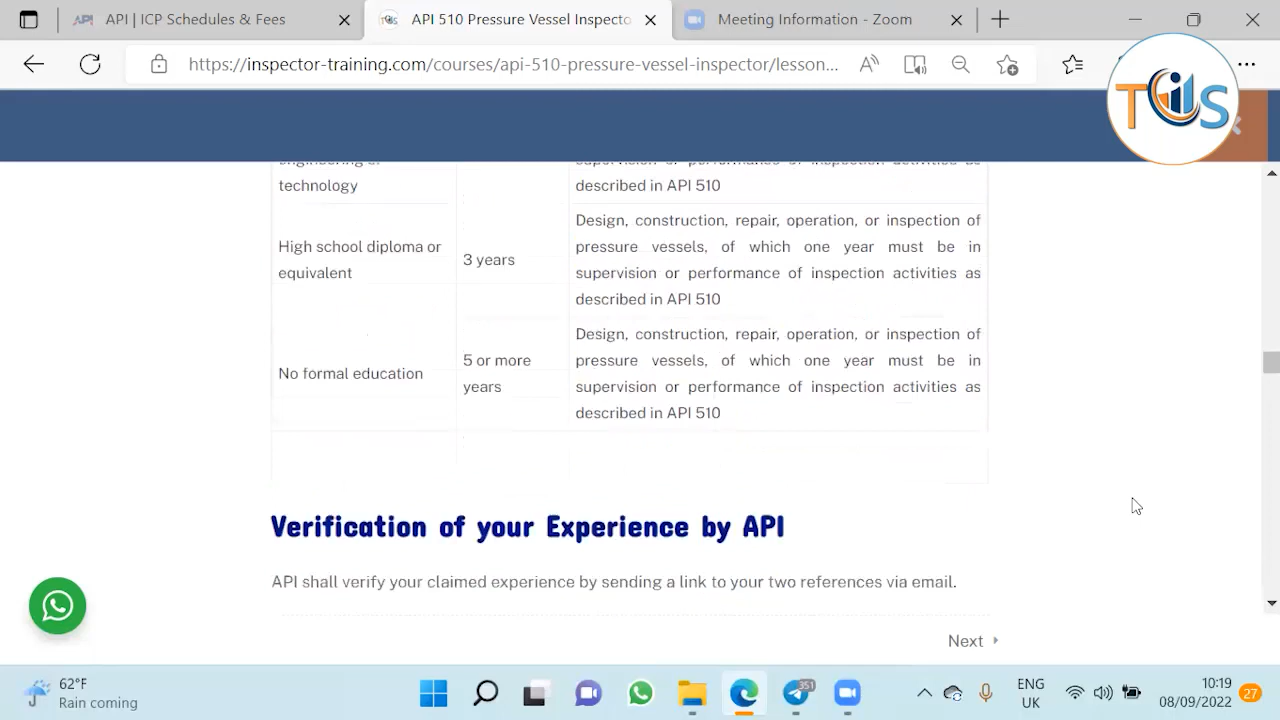 API | ICP Schedules & Fees
API 510 Pressure Vessel Inspecto
Meeting Information - Zoom
https://inspector-training.com/courses/api-510-pressure-vessel-inspector/lesson...
TIS
technology
described in API 510
High school diploma or
equivalent
3 years
Design, construction, repair, operation, or inspection of
pressure vessels, of which one year must be in
supervision or performance of inspection activities as
described in API 510
No formal education
5 or more
years
Design, construction, repair, operation, or inspection of
pressure vessels, of which one year must be in
supervision or performance of inspection activities as
described in API 510
Verification of your Experience by API
API shall verify your claimed experience by sending a link to your two references via email.
Next
62°F
Rain coming
351
ENG
UK
10:19
08/09/2022
27